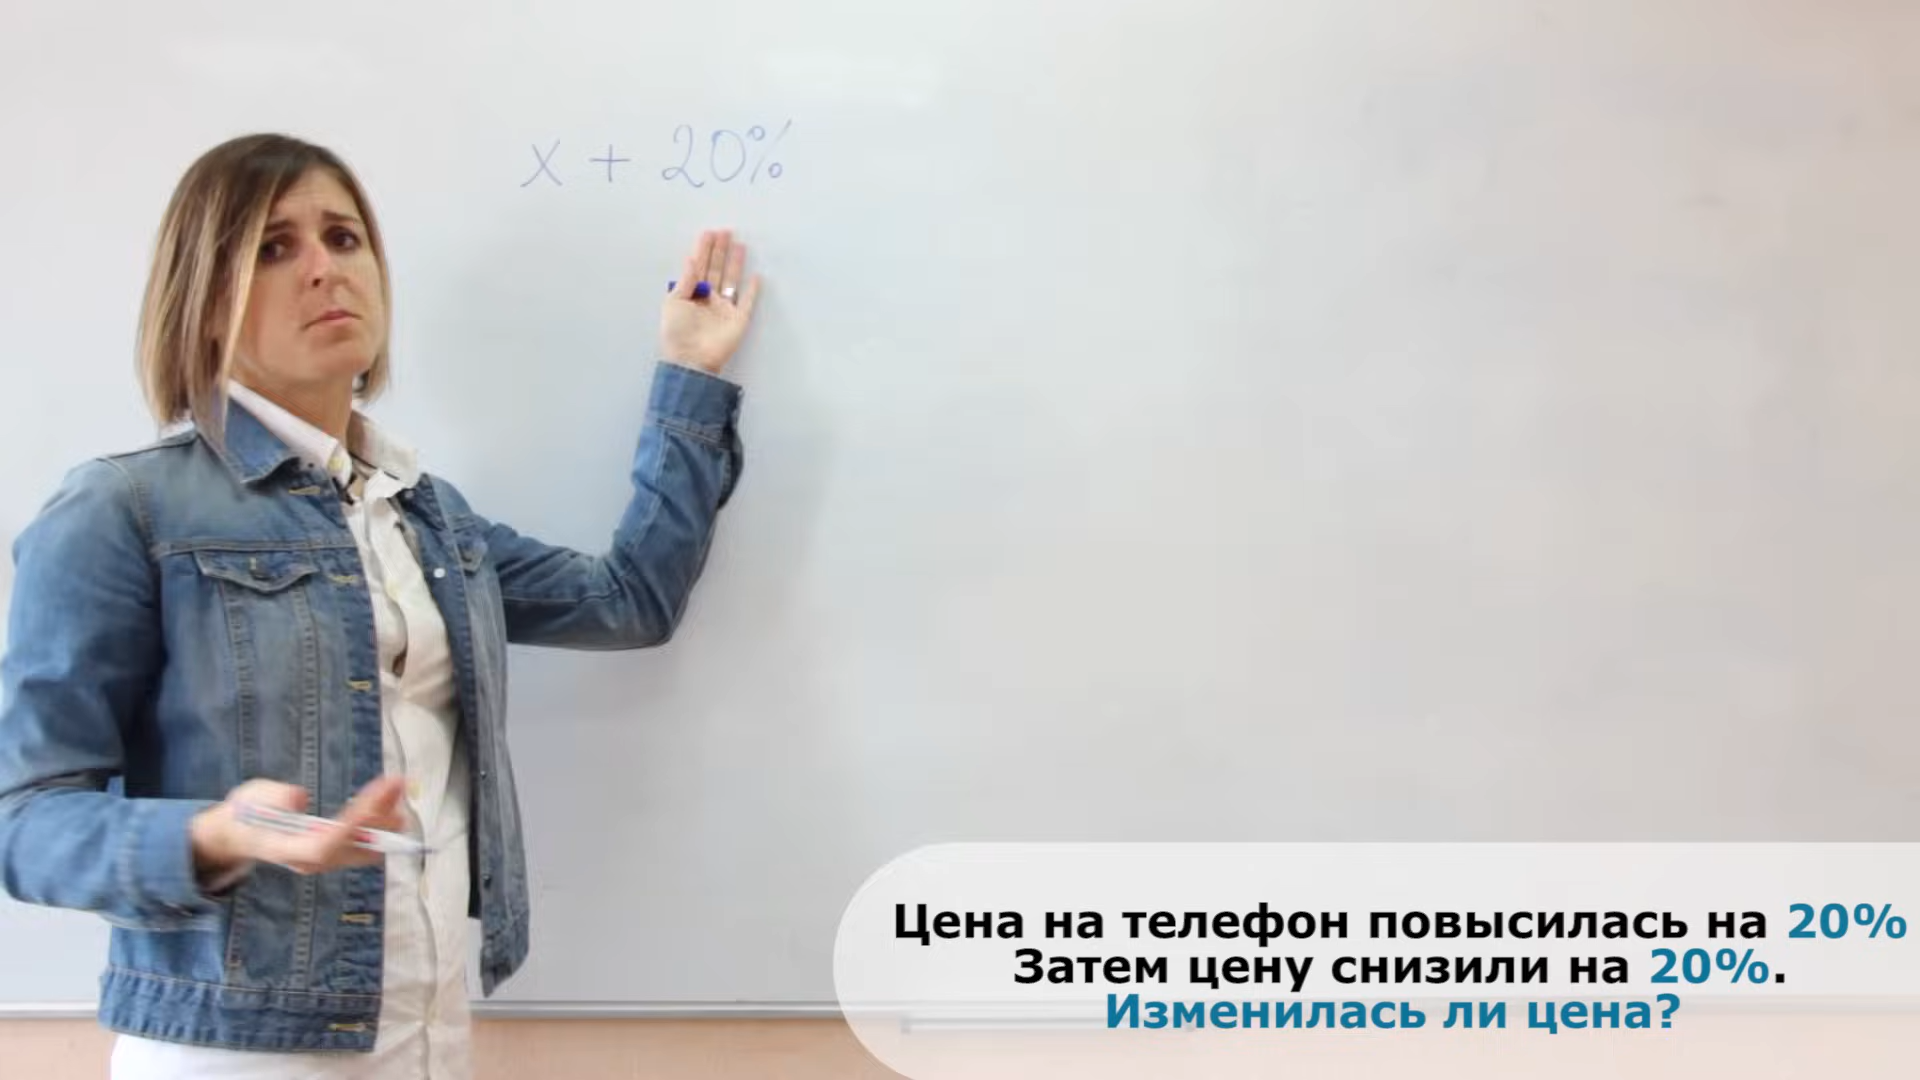 x + 20%
Цена на телефон повысилась на 20%
Затем цену снизили на 20%.
Изменилась ли цена?